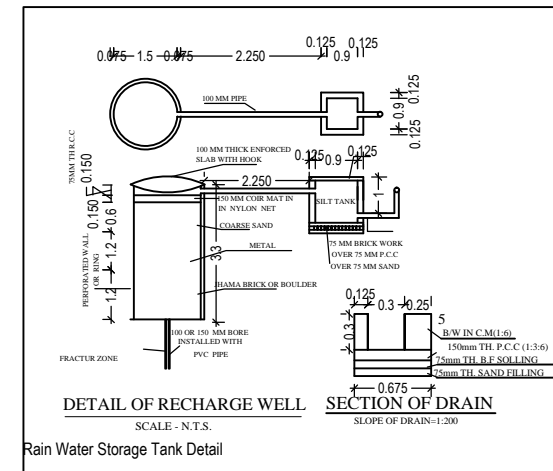 0.075 1.5 0.075 2.250 0.125 0.9 0.125
100 MM PIPE
0.125
0.9
0.125
100 MM THICK ENFORCED
SLAB WITH HOOK
75MM TH R.C.C
0.150
0.150
0.6
1.2
1.2
PERFORATED WALL
OR RING
2.250
0.125 0.9 0.125
1
SILT TANK
150 MM COIR MAT IN
IN NYLON NET
COARSE SAND
METAL
3.3
JHAMA BRICK OR BOULDER
75 MM BRICK WORK
OVER 75 MM P.C.C
OVER 75 MM SAND
100 OR 150 MM BORE
INSTALLED WITH
PVC PIPE
FRACTUR ZONE
0.125 0.3 0.25
0.3
5
B/W IN C.M(1:6)
150mm TH. P.C.C (1:3:6)
75mm TH. B.F SOLLING
75mm TH. SAND FILLING
0.675
DETAIL OF RECHARGE WELL
SCALE - N.T.S.
SECTION OF DRAIN
SLOPE OF DRAIN=1:200
Rain Water Storage Tank Detail